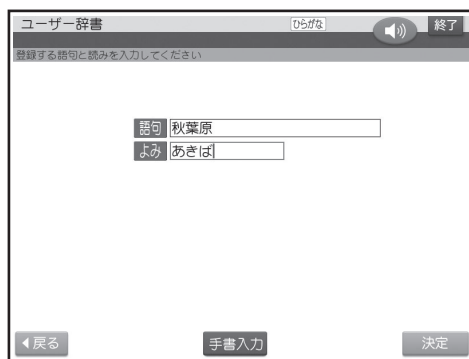 ユーザー辞書 ひらがな 終了
登録する語句と読みを入力してください
語句 秋葉原
よみ あきば
◀戻る 手書入力 決定